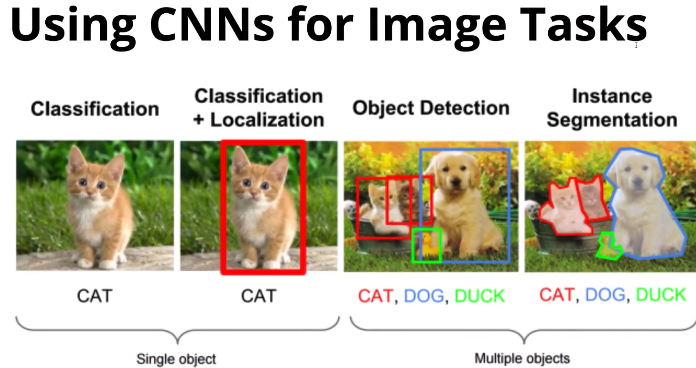 Using CNNs for Image Tasks
Classification
Classification
+ Localization
Object Detection
Instance
Segmentation
CAT
CAT
CAT, DOG, DUCK
CAT, DOG, DUCK
Single object
Multiple objects